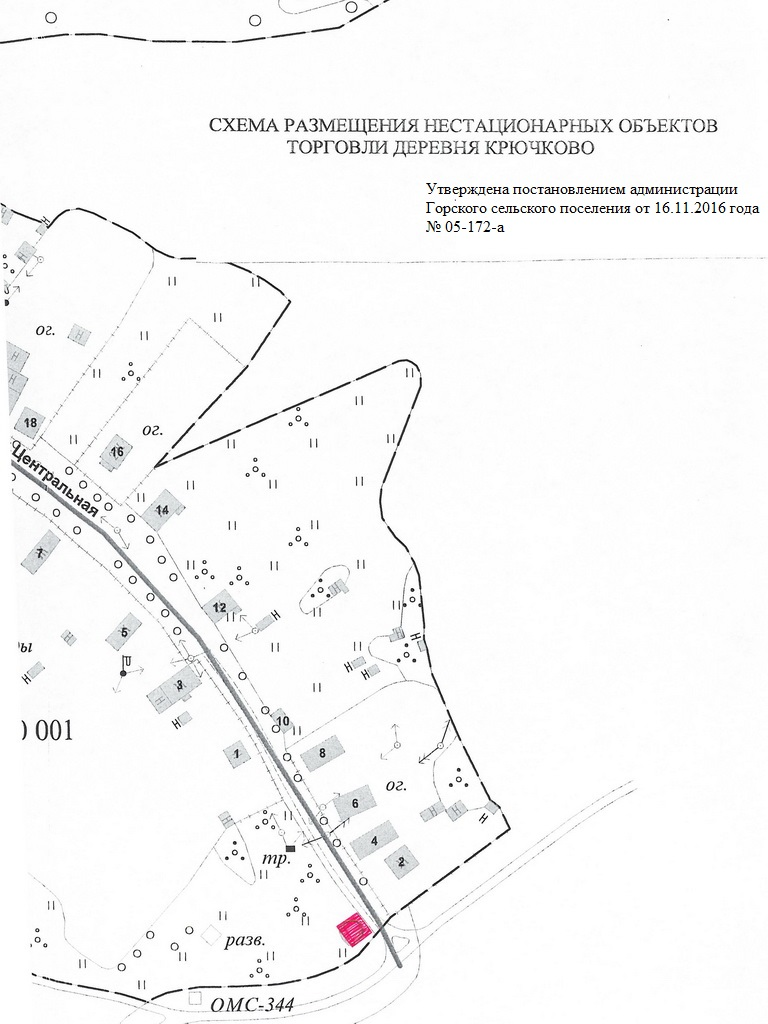 СХЕМА РАЗМЕЩЕНИЯ НЕСТАЦИОНАРНЫХ ОБЪЕКТОВ
ТОРГОВЛИ ДЕРЕВНЯ КРЮЧКОВО
Утверждена постановлением администрации
Горского сельского поселения от 16.11.2016 года
№ 05-172-а
Н
Н
ог.
Н
Н
Н
18
ог.
16
Центральная
14
7
12
Н
5
Н
Н
Н
ы
Н
3
Н
10
) 001
1
8
ог.
6
Н
4
тр.
2
разв.
ОМС-344